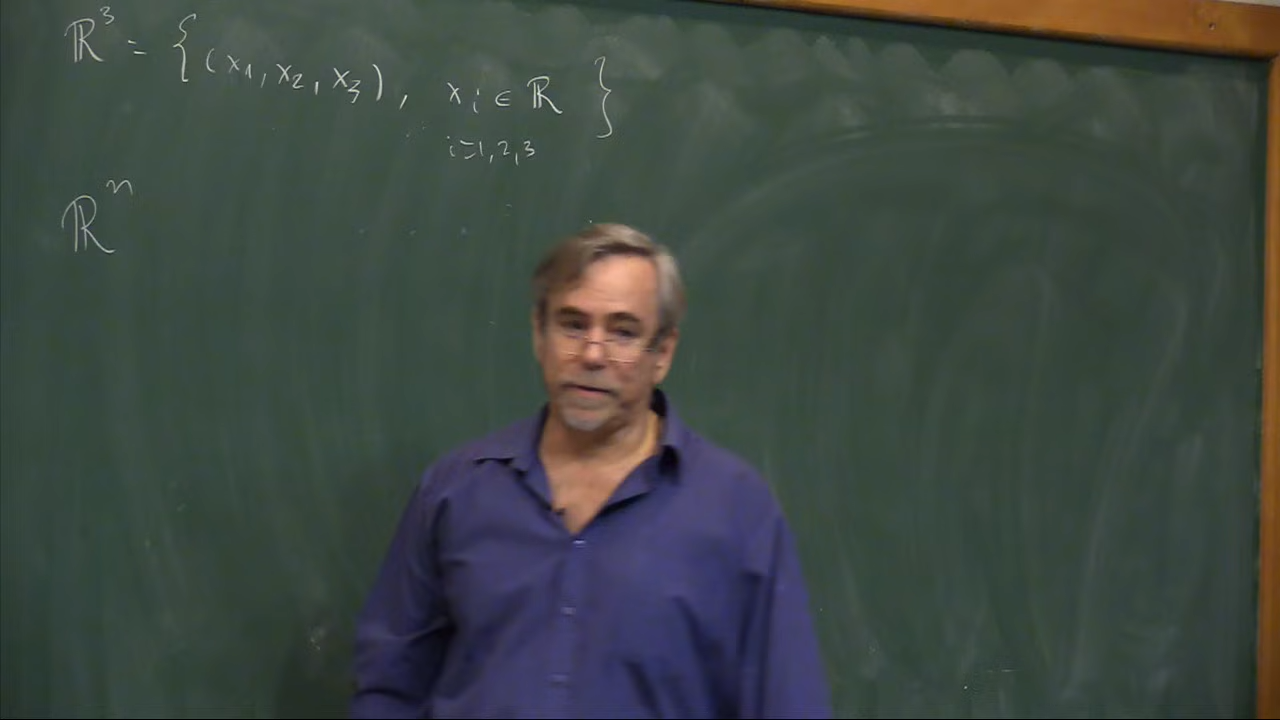 ℝ³ = { (x₁, x₂, x₃), xᵢ ∈ ℝ }
i=1,2,3
ℝⁿ